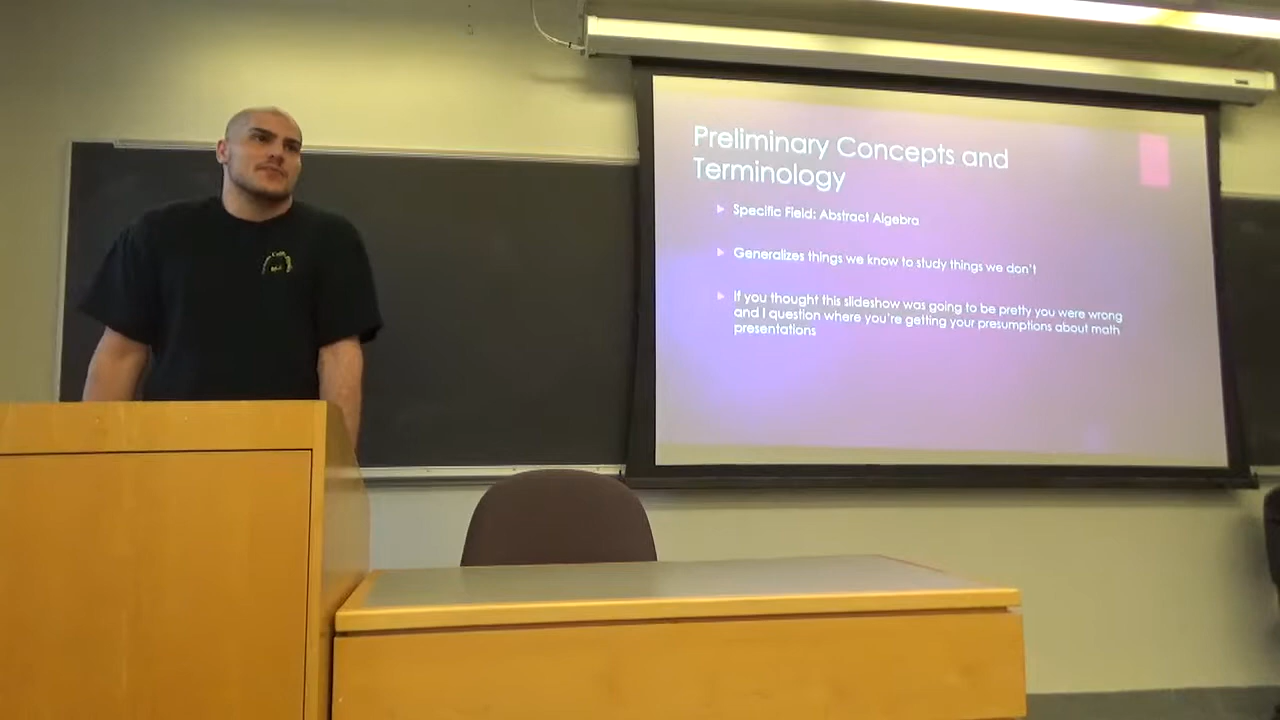 Preliminary Concepts and
Terminology
Specific Field: Abstract Algebra
Generalizes things we know to study things we don't
If you thought this slideshow was going to be pretty you were wrong
and I question where you're getting your presumptions about math
presentations